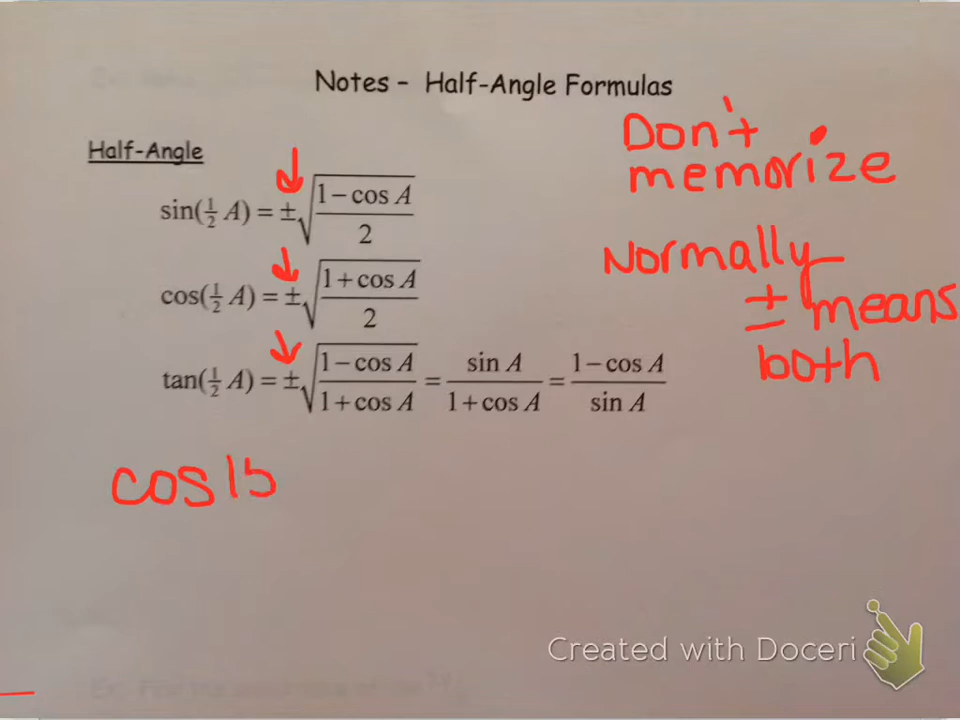 Notes – Half-Angle Formulas
Don't
memorize
Half-Angle
sin(½ A) = ±√((1 − cos A)/2)
Normally
± means
both
cos(½ A) = ±√((1 + cos A)/2)
tan(½ A) = ±√((1 − cos A)/(1 + cos A)) = sin A/(1 + cos A) = (1 − cos A)/sin A
cos 15
Created with Doceri